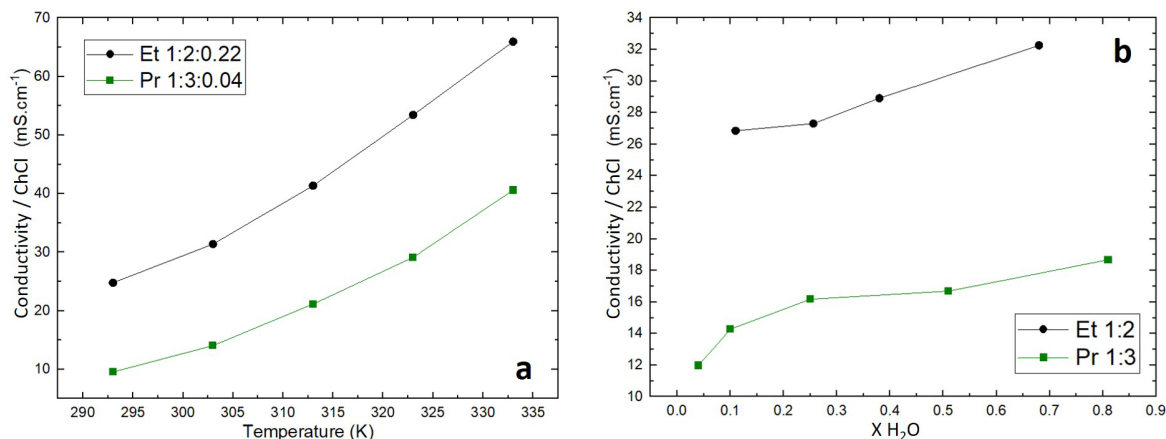 70
60
50
40
30
20
10
Conductivity / ChCl (mS.cm⁻¹)
Et 1:2:0.22
Pr 1:3:0.04
a
290 295 300 305 310 315 320 325 330 335
Temperature (K)
34
32
30
28
26
24
22
20
18
16
14
12
10
Conductivity / ChCl (mS.cm⁻¹)
b
Et 1:2
Pr 1:3
0.0 0.1 0.2 0.3 0.4 0.5 0.6 0.7 0.8 0.9
X H₂O